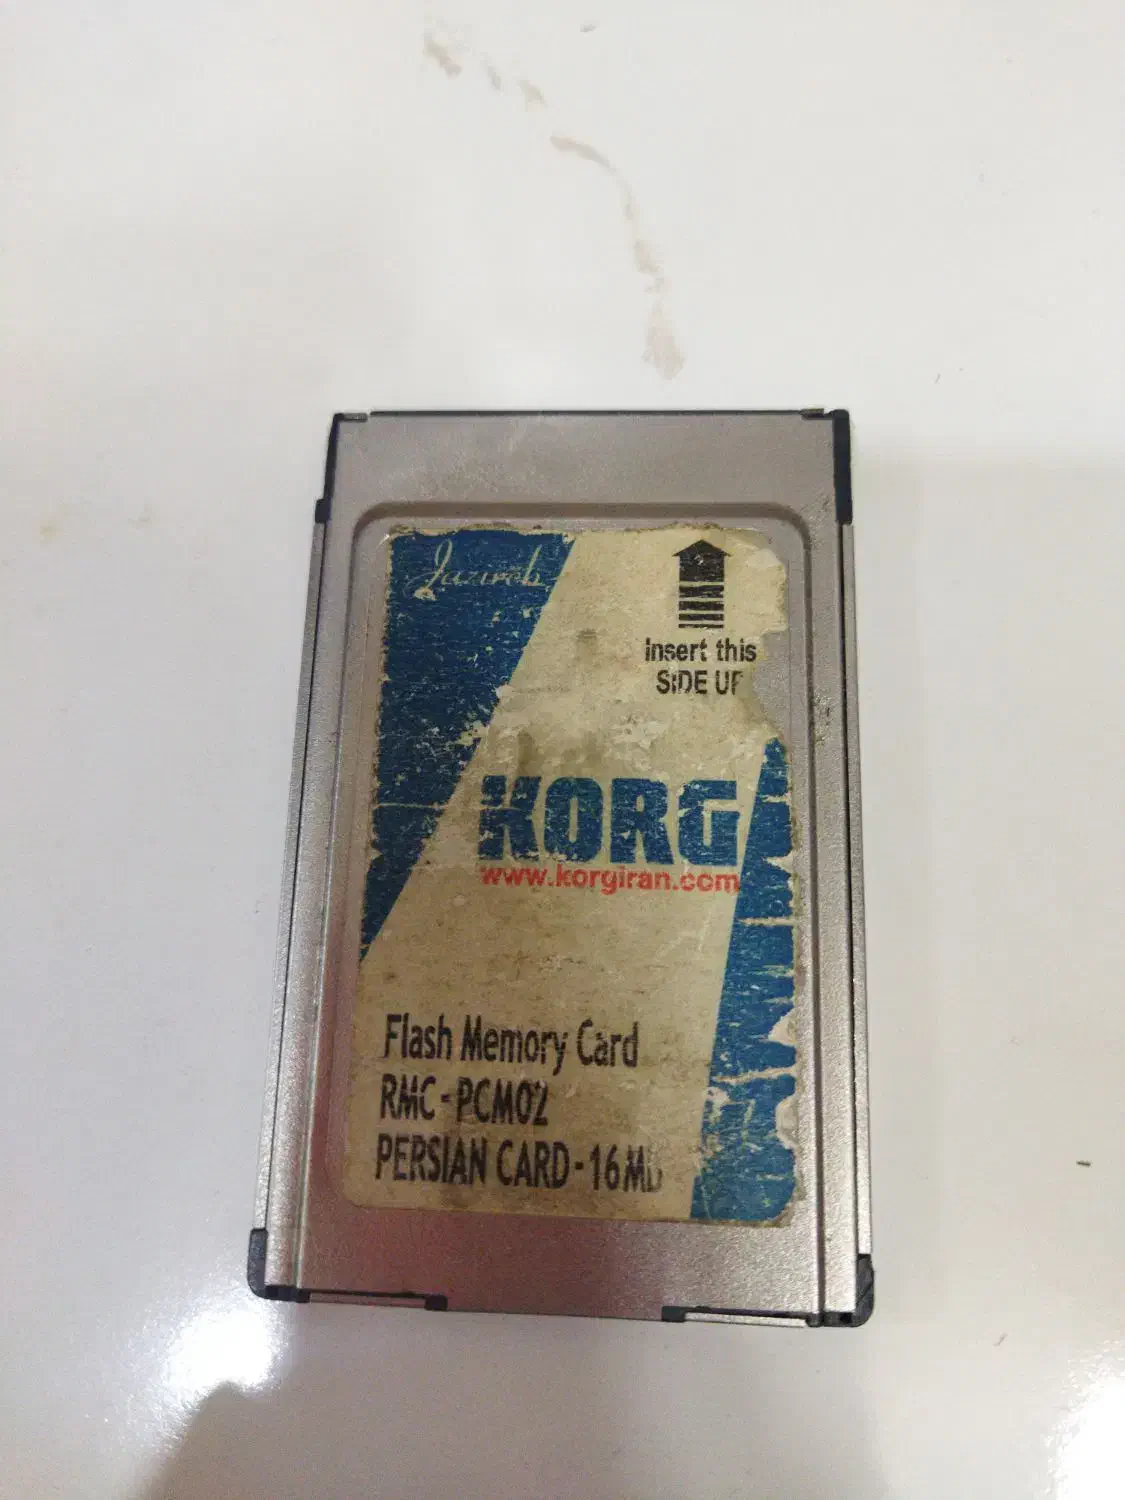 Jazireh
Insert this
SIDE UP
KORG
www.korgiran.com
Flash Memory Card
RMC-PCM02
PERSIAN CARD-16MB